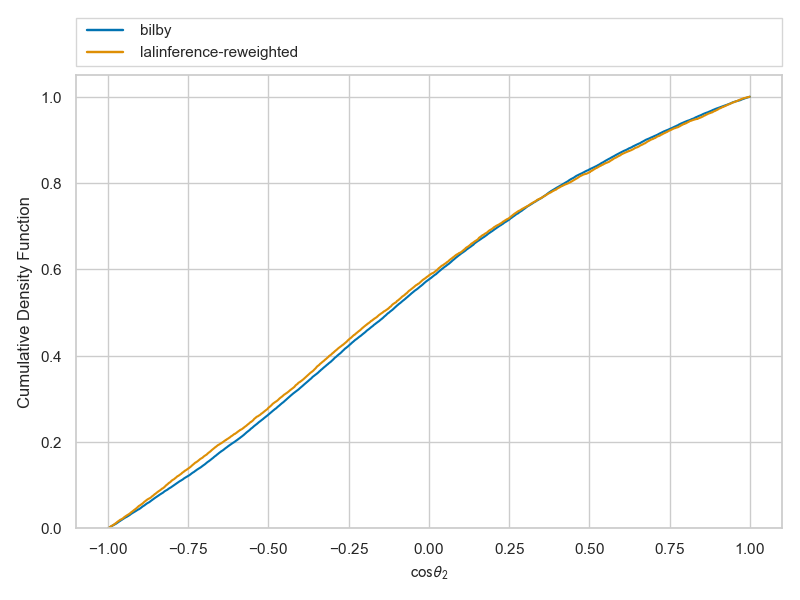 bilby
lalinference-reweighted
Cumulative Density Function
1.0
0.8
0.6
0.4
0.2
0.0
−1.00 −0.75 −0.50 −0.25 0.00 0.25 0.50 0.75 1.00
cosθ₂